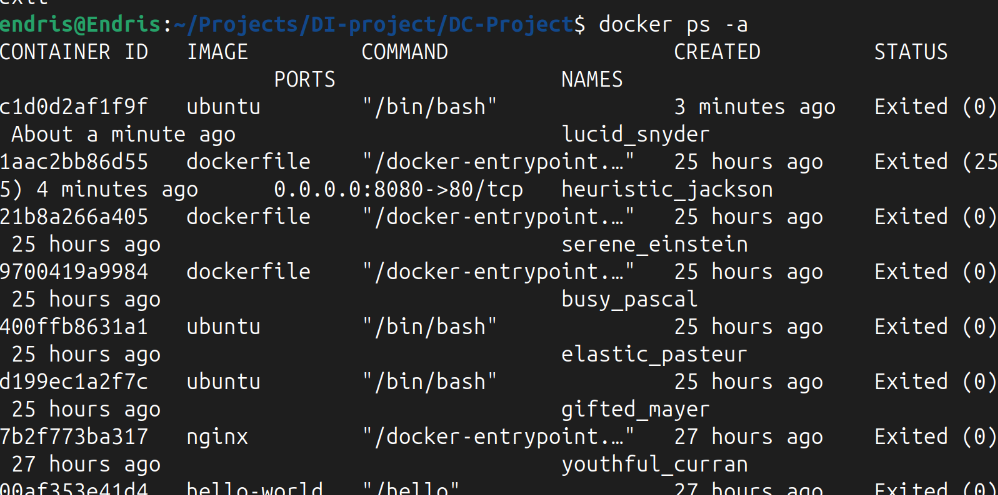 endris@Endris:~/Projects/DI-project/DC-Project$ docker ps -a
CONTAINER ID   IMAGE         COMMAND                  CREATED         STATUS
                      PORTS                  NAMES
c1d0d2af1f9f   ubuntu        "/bin/bash"              3 minutes ago   Exited (0)
 About a minute ago                          lucid_snyder
1aac2bb86d55   dockerfile    "/docker-entrypoint.…"   25 hours ago    Exited (25
5) 4 minutes ago      0.0.0.0:8080->80/tcp   heuristic_jackson
21b8a266a405   dockerfile    "/docker-entrypoint.…"   25 hours ago    Exited (0)
 25 hours ago                                serene_einstein
9700419a9984   dockerfile    "/docker-entrypoint.…"   25 hours ago    Exited (0)
 25 hours ago                                busy_pascal
400ffb8631a1   ubuntu        "/bin/bash"              25 hours ago    Exited (0)
 25 hours ago                                elastic_pasteur
d199ec1a2f7c   ubuntu        "/bin/bash"              25 hours ago    Exited (0)
 25 hours ago                                gifted_mayer
7b2f773ba317   nginx         "/docker-entrypoint.…"   27 hours ago    Exited (0)
 27 hours ago                                youthful_curran
00af353e41d4   hello-world   "/hello"                 27 hours ago    Exited (0)